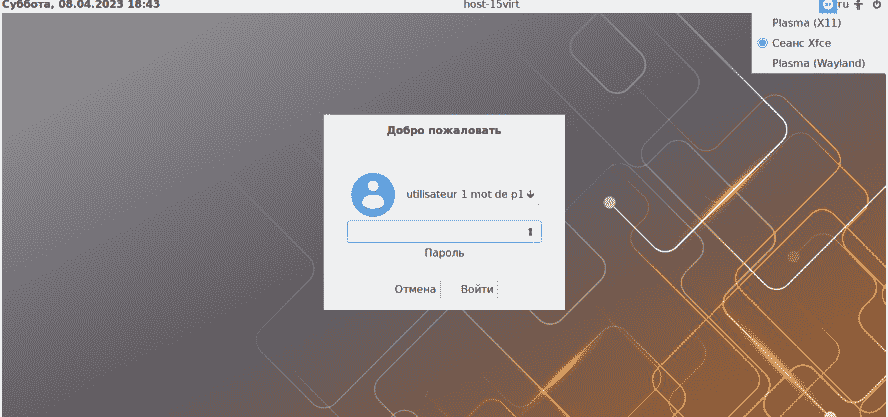 Суббота, 08.04.2023 18:43 host-15virt ru
Plasma (X11)
Сеанс Xfce
Plasma (Wayland)
Добро пожаловать
utilisateur 1 mot de p1
1
Пароль
Отмена Войти